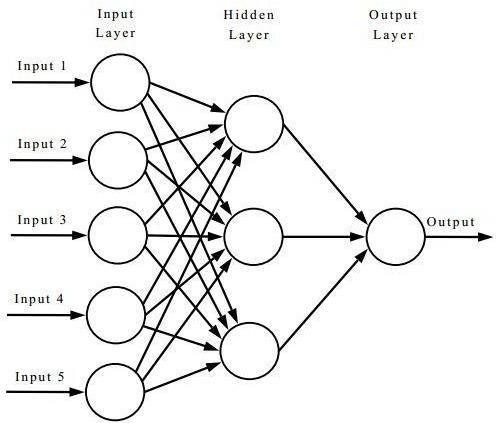 Input
Layer
Hidden
Layer
Output
Layer
Input 1
Input 2
Input 3
Input 4
Input 5
Output